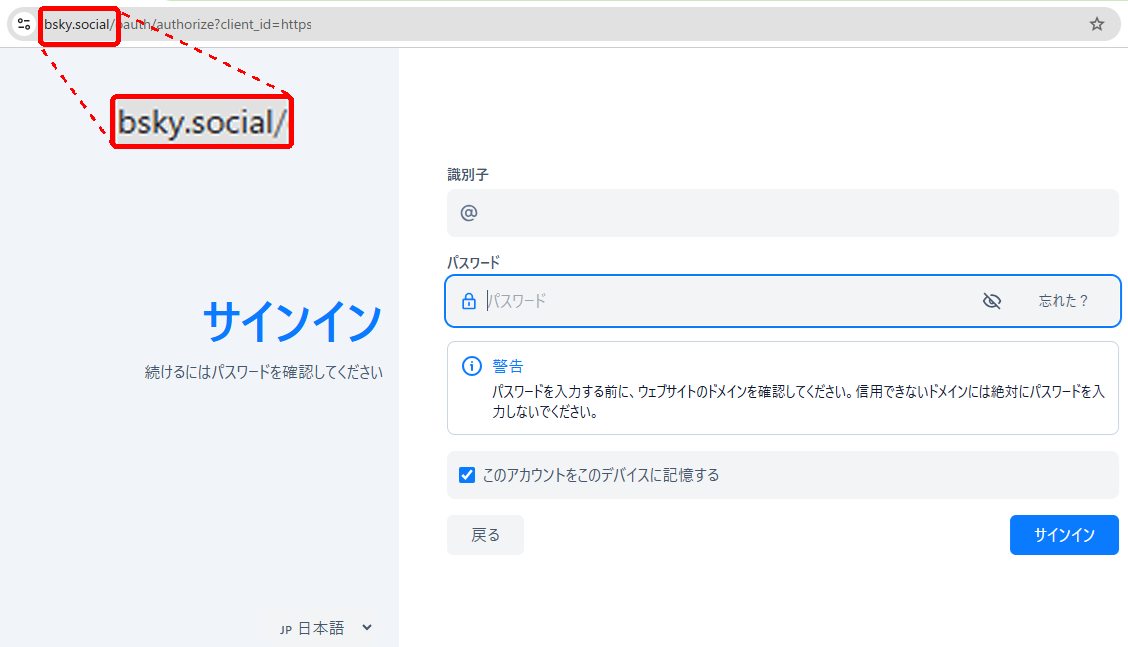 bsky.social/oauth/authorize?client_id=https
bsky.social/
サインイン
続けるにはパスワードを確認してください
JP 日本語
識別子
@
パスワード
パスワード 忘れた？
警告
パスワードを入力する前に、ウェブサイトのドメインを確認してください。信用できないドメインには絶対にパスワードを入
力しないでください。
このアカウントをこのデバイスに記憶する
戻る サインイン